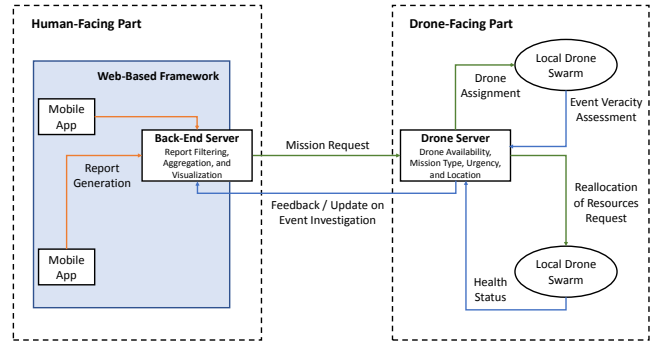 Human-Facing Part
Web-Based Framework
Mobile
App
Report
Generation
Mobile
App
Back-End Server
Report Filtering,
Aggregation, and
Visualization
Mission Request
Feedback / Update on
Event Investigation
Drone-Facing Part
Drone
Assignment
Local Drone
Swarm
Event Veracity
Assessment
Drone Server
Drone Availability,
Mission Type, Urgency,
and Location
Reallocation
of Resources
Request
Health
Status
Local Drone
Swarm